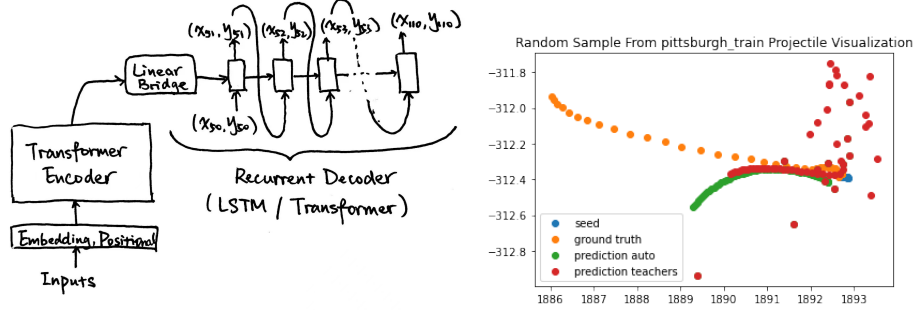 (x51, y51)
(x52, y52)
(x53, y53)
(x110, y110)
Linear
Bridge
(x50, y50)
Transformer
Encoder
Recurrent Decoder
(LSTM / Transformer)
Embedding, Positional
Inputs
Random Sample From pittsburgh_train Projectile Visualization
−311.8
−312.0
−312.2
−312.4
−312.6
−312.8
seed
ground truth
prediction auto
prediction teachers
1886 1887 1888 1889 1890 1891 1892 1893